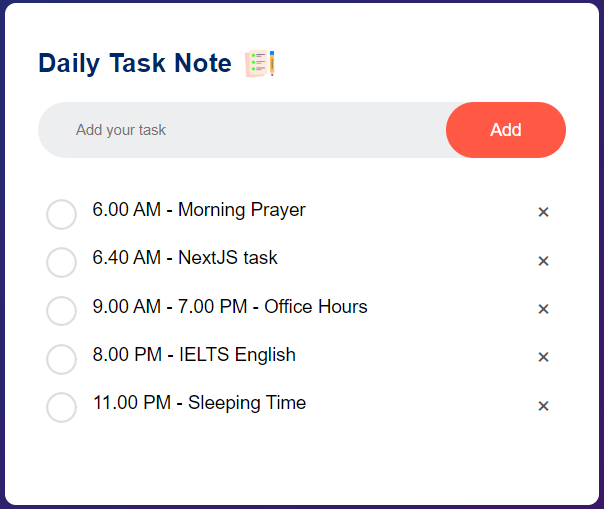 Daily Task Note
Add your task
Add
6.00 AM - Morning Prayer
×
6.40 AM - NextJS task
×
9.00 AM - 7.00 PM - Office Hours
×
8.00 PM - IELTS English
×
11.00 PM - Sleeping Time
×